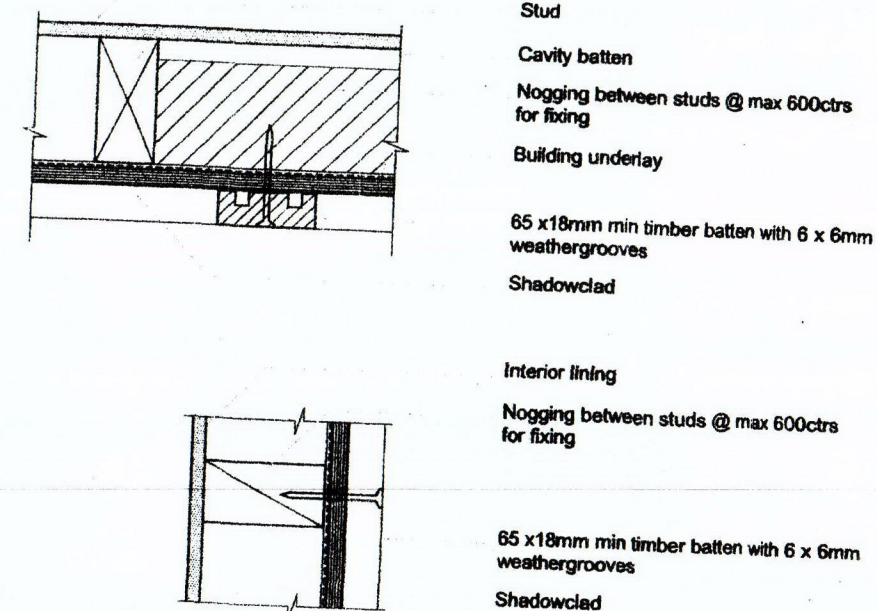 Stud
Cavity batten
Nogging between studs @ max 600ctrs
for fixing
Building underlay
65 x18mm min timber batten with 6 x 6mm
weathergrooves
Shadowclad
Interior lining
Nogging between studs @ max 600ctrs
for fixing
65 x18mm min timber batten with 6 x 6mm
weathergrooves
Shadowclad